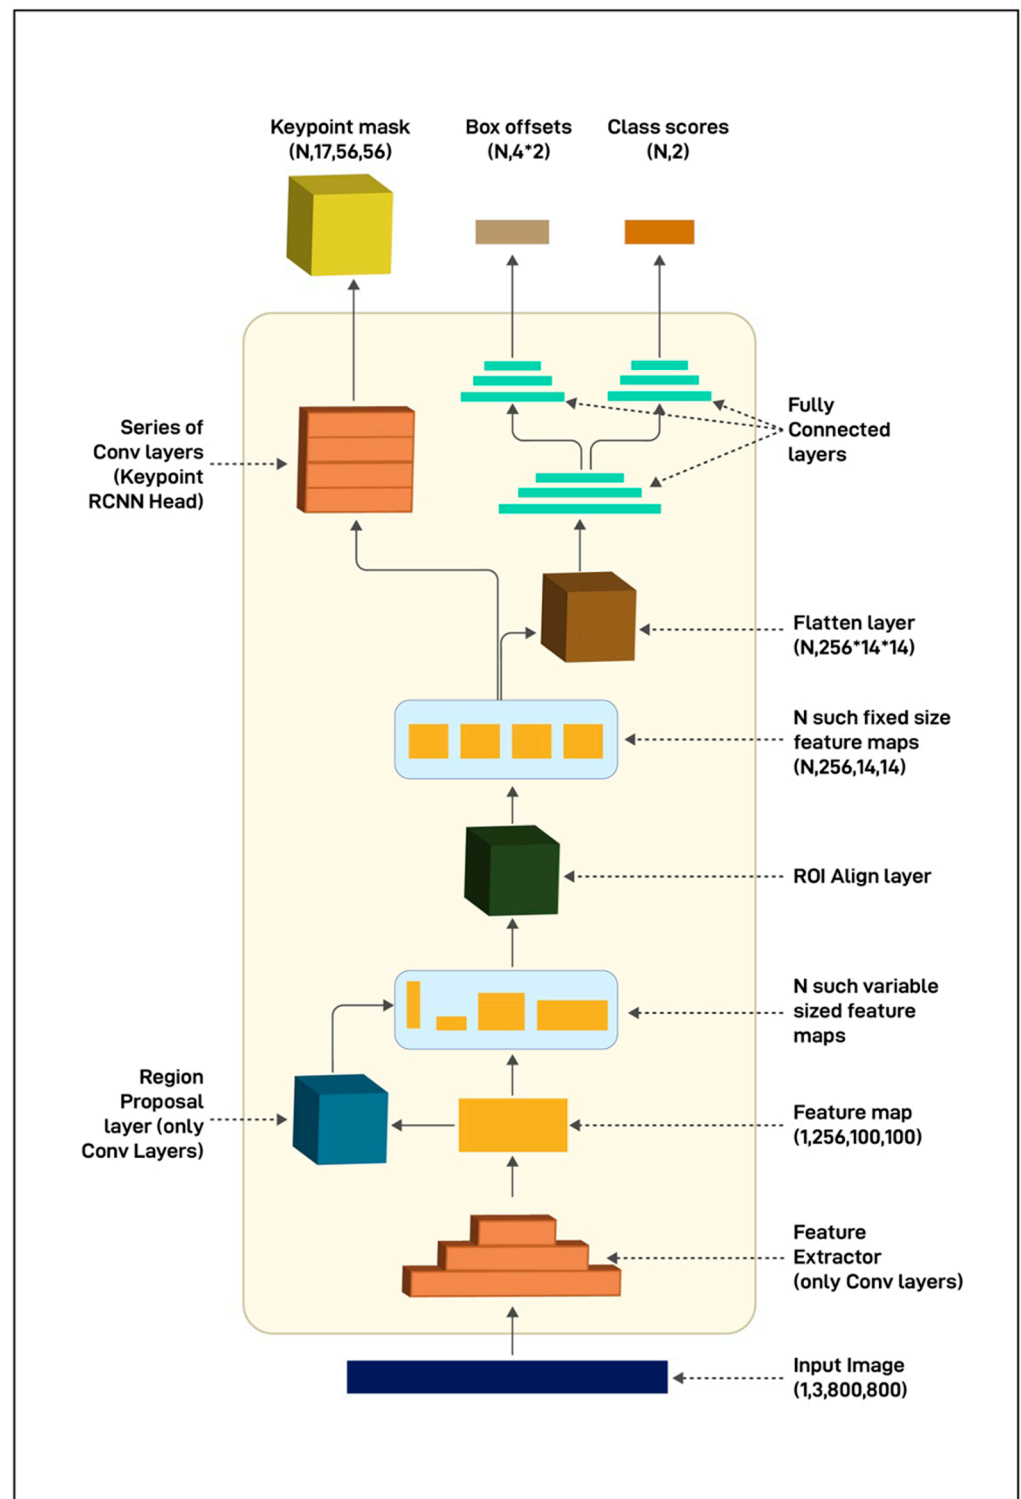 Keypoint mask
(N,17,56,56)
Box offsets
(N,4*2)
Class scores
(N,2)
Series of
Conv layers
(Keypoint
RCNN Head)
Fully
Connected
layers
Flatten layer
(N,256*14*14)
N such fixed size
feature maps
(N,256,14,14)
ROI Align layer
N such variable
sized feature
maps
Region
Proposal
layer (only
Conv Layers)
Feature map
(1,256,100,100)
Feature
Extractor
(only Conv layers)
Input Image
(1,3,800,800)